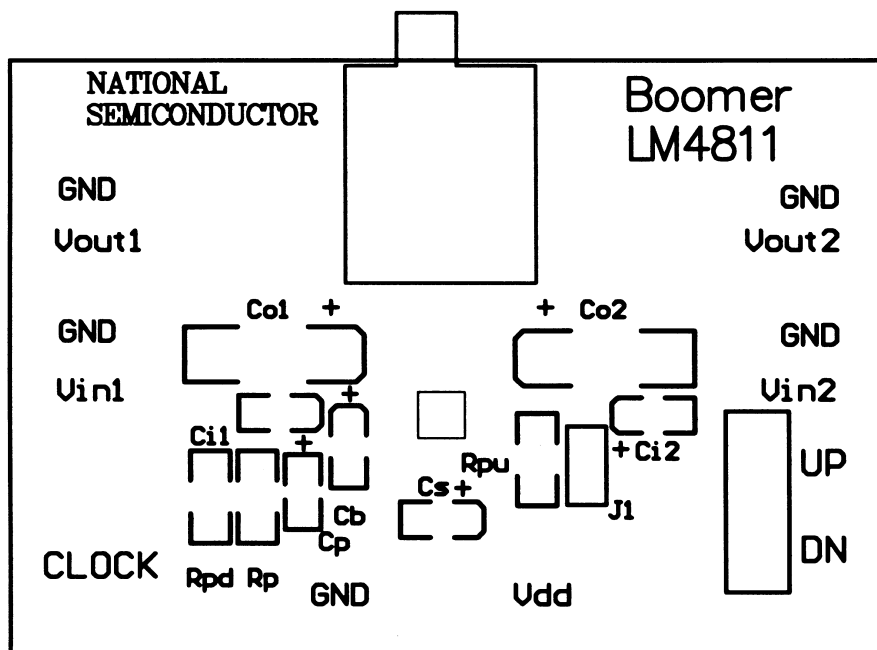 NATIONAL
SEMICONDUCTOR
Boomer
LM4811
GND
GND
Vout1
Vout2
Co1 +
+ Co2
GND
GND
Vin1
Vin2
+
Ci1
+
+ Ci2
UP
Rpu
Cs+
J1
Cb
Cp
DN
CLOCK
Rpd Rp
GND
Vdd